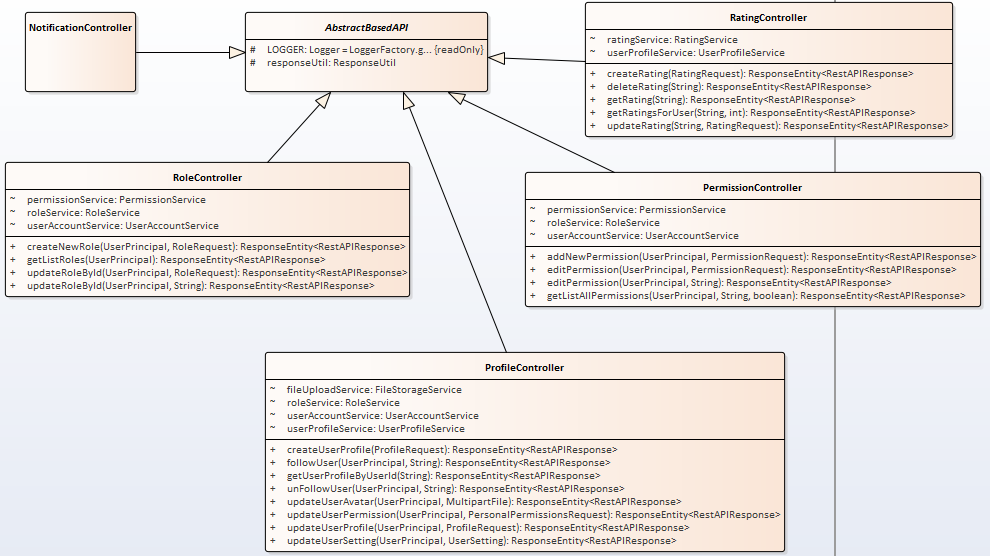 NotificationController
AbstractBasedAPI
# LOGGER: Logger = LoggerFactory.g... {readOnly}
# responseUtil: ResponseUtil
RatingController
~ ratingService: RatingService
~ userProfileService: UserProfileService
+ createRating(RatingRequest): ResponseEntity<RestAPIResponse>
+ deleteRating(String): ResponseEntity<RestAPIResponse>
+ getRating(String): ResponseEntity<RestAPIResponse>
+ getRatingsForUser(String, int): ResponseEntity<RestAPIResponse>
+ updateRating(String, RatingRequest): ResponseEntity<RestAPIResponse>
RoleController
~ permissionService: PermissionService
~ roleService: RoleService
~ userAccountService: UserAccountService
+ createNewRole(UserPrincipal, RoleRequest): ResponseEntity<RestAPIResponse>
+ getListRoles(UserPrincipal): ResponseEntity<RestAPIResponse>
+ updateRoleById(UserPrincipal, RoleRequest): ResponseEntity<RestAPIResponse>
+ updateRoleById(UserPrincipal, String): ResponseEntity<RestAPIResponse>
PermissionController
~ permissionService: PermissionService
~ roleService: RoleService
~ userAccountService: UserAccountService
+ addNewPermission(UserPrincipal, PermissionRequest): ResponseEntity<RestAPIResponse>
+ editPermission(UserPrincipal, PermissionRequest): ResponseEntity<RestAPIResponse>
+ editPermission(UserPrincipal, String): ResponseEntity<RestAPIResponse>
+ getListAllPermissions(UserPrincipal, String, boolean): ResponseEntity<RestAPIResponse>
ProfileController
~ fileUploadService: FileStorageService
~ roleService: RoleService
~ userAccountService: UserAccountService
~ userProfileService: UserProfileService
+ createUserProfile(ProfileRequest): ResponseEntity<RestAPIResponse>
+ followUser(UserPrincipal, String): ResponseEntity<RestAPIResponse>
+ getUserProfileByUserId(String): ResponseEntity<RestAPIResponse>
+ unFollowUser(UserPrincipal, String): ResponseEntity<RestAPIResponse>
+ updateUserAvatar(UserPrincipal, MultipartFile): ResponseEntity<RestAPIResponse>
+ updateUserPermission(UserPrincipal, PersonalPermissionsRequest): ResponseEntity<RestAPIResponse>
+ updateUserProfile(UserPrincipal, ProfileRequest): ResponseEntity<RestAPIResponse>
+ updateUserSetting(UserPrincipal, UserSetting): ResponseEntity<RestAPIResponse>